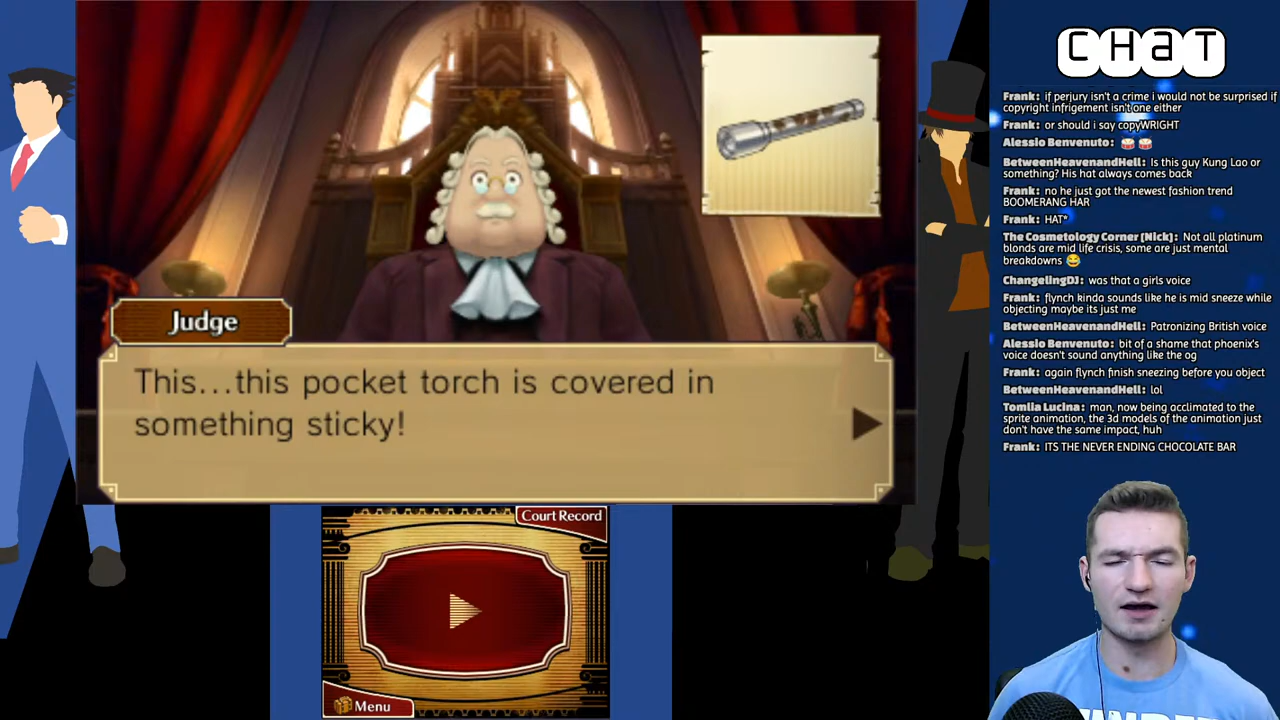 CHaT
Frank: if perjury isn't a crime i would not be surprised if
copyright infrigement isn't one either
Frank: or should i say copyWRIGHT
Alessio Benvenuto: 🥁 🥁
BetweenHeavenandHell: Is this guy Kung Lao or
something? His hat always comes back
Frank: no he just got the newest fashion trend
BOOMERANG HAR
Frank: HAT*
The Cosmetology Corner [Nick]: Not all platinum
blonds are mid life crisis, some are just mental
breakdowns 😂
ChangelingDJ: was that a girls voice
Frank: flynch kinda sounds like he is mid sneeze while
objecting maybe its just me
BetweenHeavenandHell: Patronizing British voice
Alessio Benvenuto: bit of a shame that phoenix's
voice doesn't sound anything like the og
Frank: again flynch finish sneezing before you object
BetweenHeavenandHell: lol
Tomlia Lucina: man, now being acclimated to the
sprite animation, the 3d models of the animation just
don't have the same impact, huh
Frank: ITS THE NEVER ENDING CHOCOLATE BAR
Judge
This...this pocket torch is covered in
something sticky!
Court Record
Menu